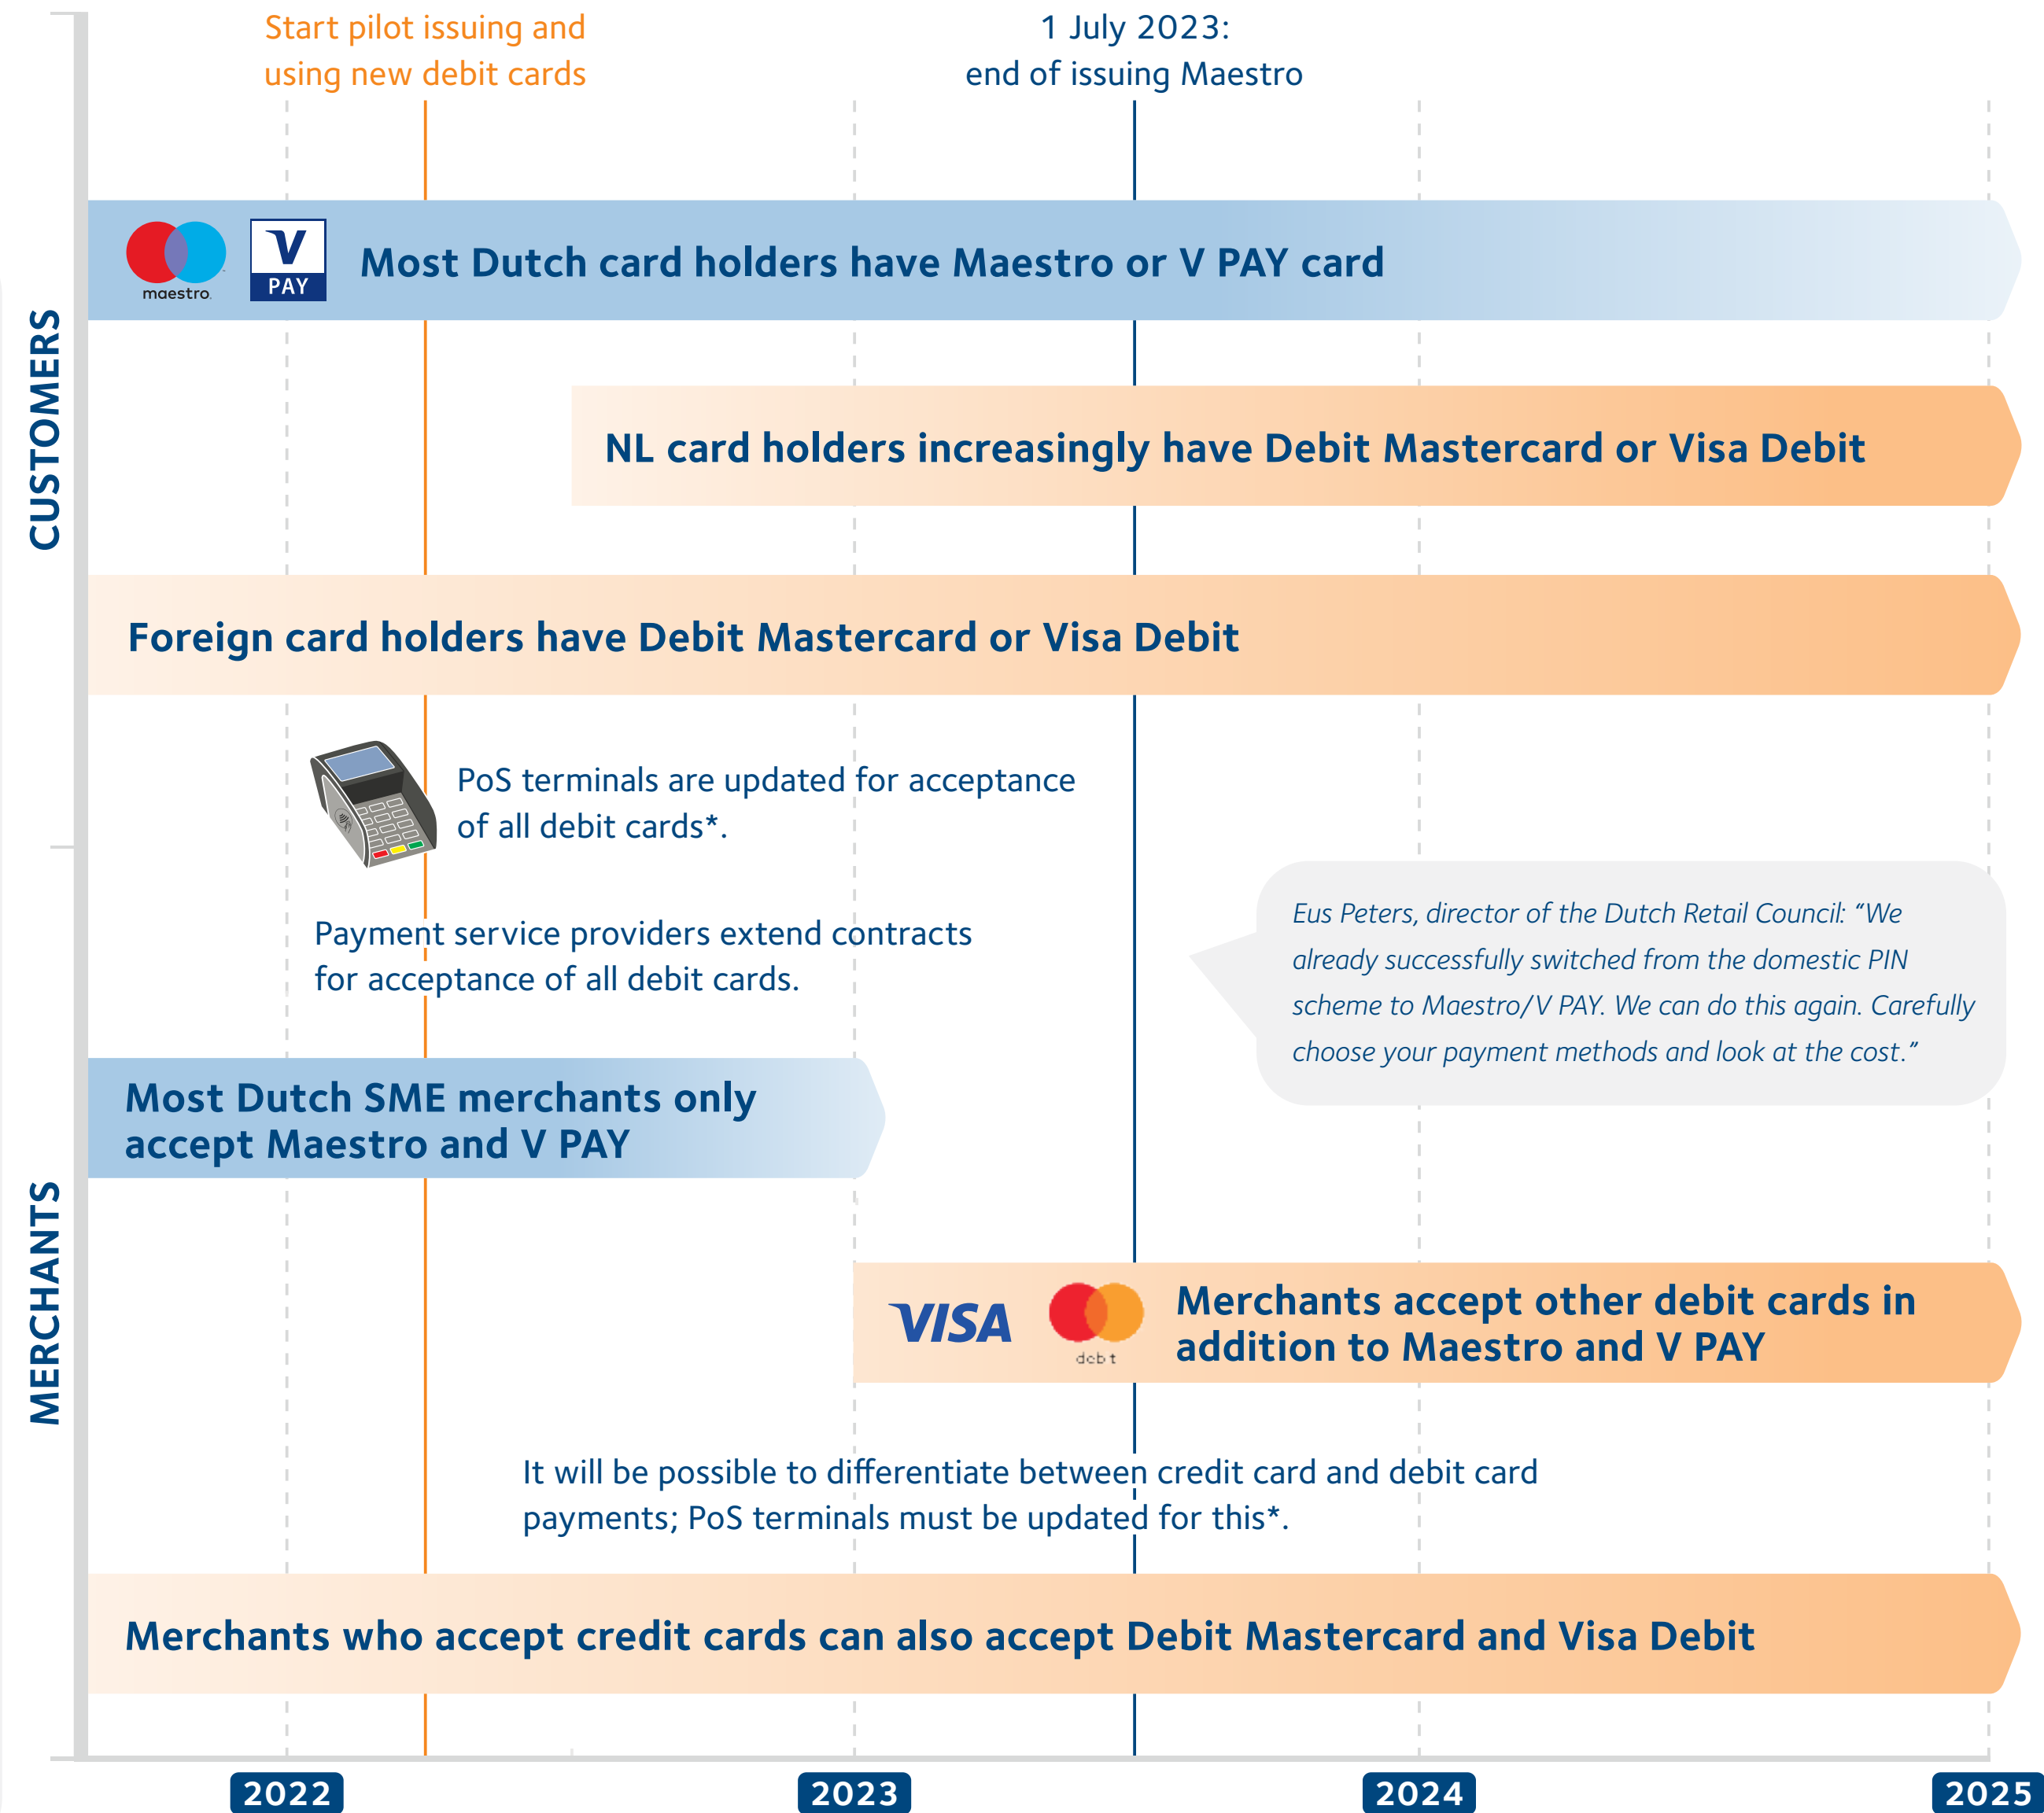 Start pilot issuing and
using new debit cards
1 July 2023:
end of issuing Maestro
CUSTOMERS
maestro
V
PAY
Most Dutch card holders have Maestro or V PAY card
NL card holders increasingly have Debit Mastercard or Visa Debit
Foreign card holders have Debit Mastercard or Visa Debit
PoS terminals are updated for acceptance
of all debit cards*.
Payment service providers extend contracts
for acceptance of all debit cards.
Eus Peters, director of the Dutch Retail Council: “We
already successfully switched from the domestic PIN
scheme to Maestro/V PAY. We can do this again. Carefully
choose your payment methods and look at the cost.”
MERCHANTS
Most Dutch SME merchants only
accept Maestro and V PAY
VISA
debit
Merchants accept other debit cards in
addition to Maestro and V PAY
It will be possible to differentiate between credit card and debit card
payments; PoS terminals must be updated for this*.
Merchants who accept credit cards can also accept Debit Mastercard and Visa Debit
2022
2023
2024
2025